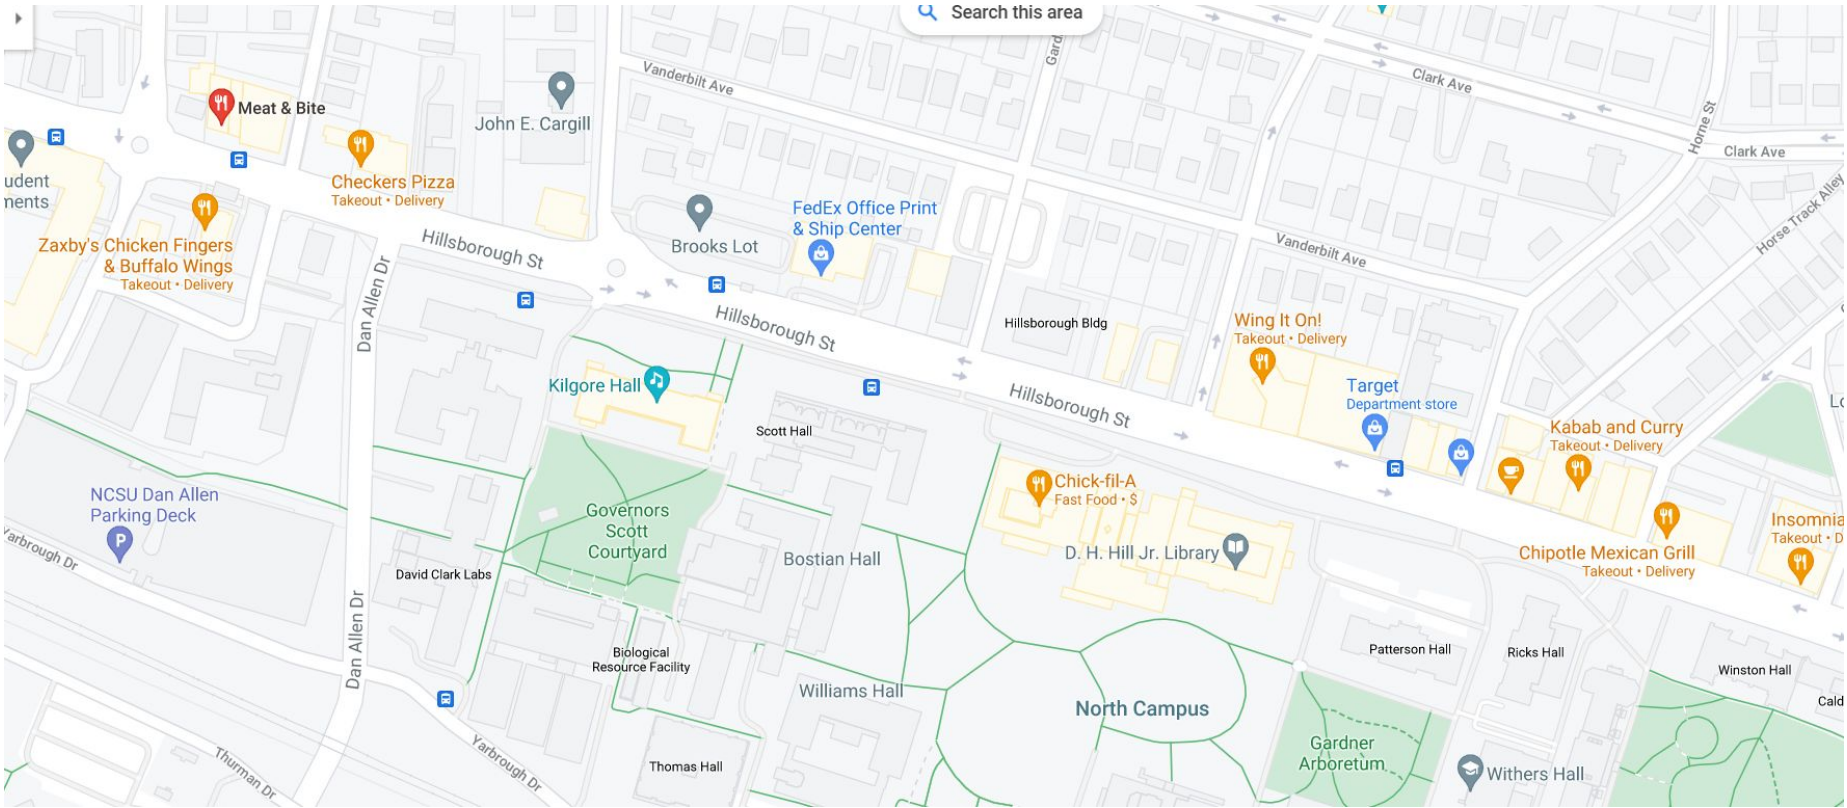 Search this area
Gard
Vanderbilt Ave
Clark Ave
Horne St
Clark Ave
Horse Track Alley
Meat & Bite
John E. Cargill
udent
ments
Checkers Pizza
Takeout • Delivery
Zaxby's Chicken Fingers
& Buffalo Wings
Takeout • Delivery
Hillsborough St
Dan Allen Dr
Brooks Lot
FedEx Office Print
& Ship Center
Vanderbilt Ave
Hillsborough St
Hillsborough Bldg
Wing It On!
Takeout • Delivery
Target
Department store
Kilgore Hall
Scott Hall
Hillsborough St
Kabab and Curry
Takeout • Delivery
Lo
Chick-fil-A
Fast Food • $
NCSU Dan Allen
Parking Deck
P
Governors
Scott
Courtyard
Bostian Hall
D. H. Hill Jr. Library
Chipotle Mexican Grill
Takeout • Delivery
Insomnia
Takeout • D
Yarbrough Dr
David Clark Labs
Dan Allen Dr
Biological
Resource Facility
Patterson Hall
Ricks Hall
Winston Hall
Williams Hall
North Campus
Cald
Gardner
Arboretum
Withers Hall
Thurman Dr
Yarbrough Dr
Thomas Hall